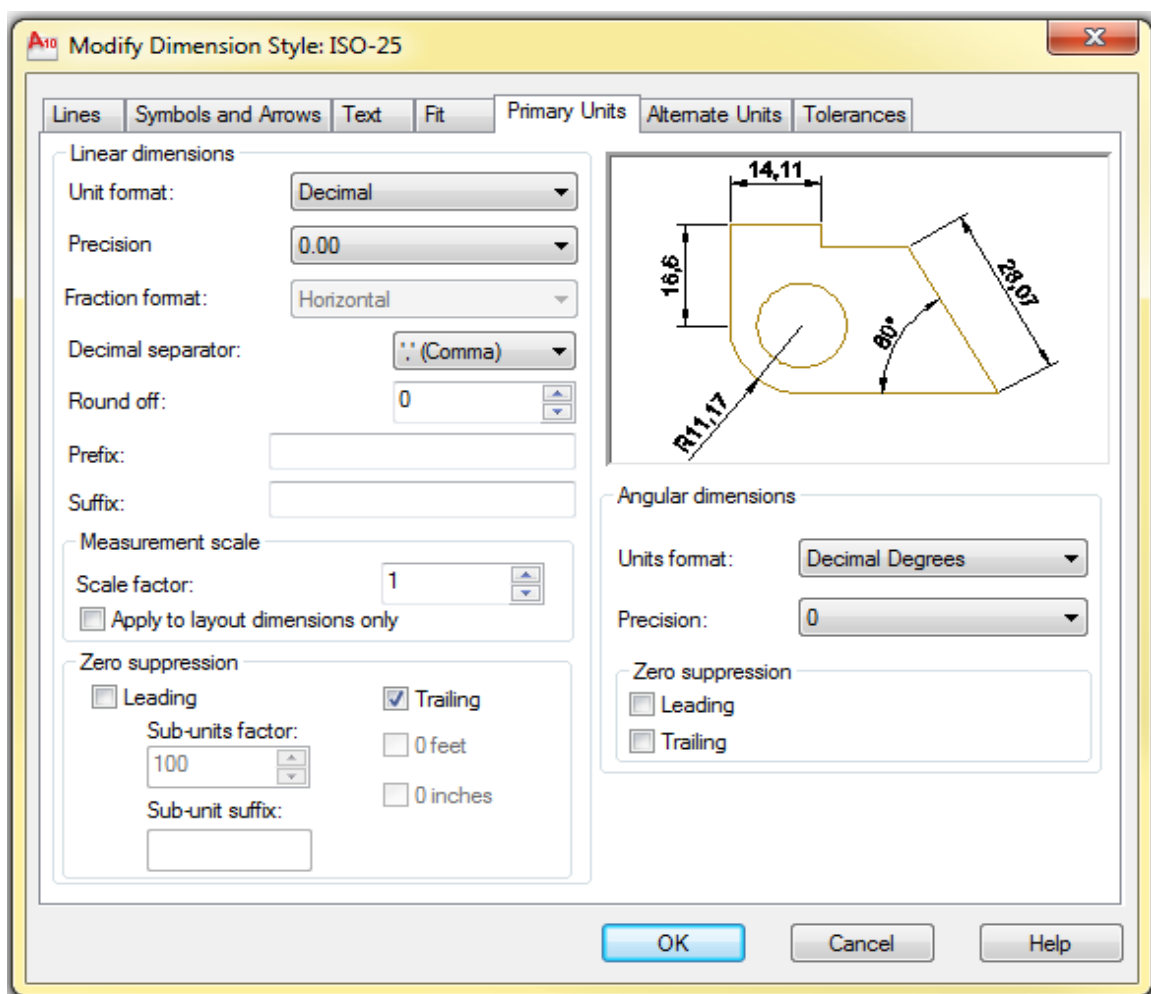 A10 Modify Dimension Style: ISO-25
X
Lines Symbols and Arrows Text Fit Primary Units Alternate Units Tolerances
Linear dimensions
Unit format: Decimal
Precision 0.00
Fraction format: Horizontal
Decimal separator: ',' (Comma)
Round off: 0
Prefix:
Suffix:
Measurement scale
Scale factor: 1
Apply to layout dimensions only
Zero suppression
Leading
Trailing
Sub-units factor:
100
0 feet
0 inches
Sub-unit suffix:
14,11
16,6
28,07
80°
R11,17
Angular dimensions
Units format: Decimal Degrees
Precision: 0
Zero suppression
Leading
Trailing
OK Cancel Help